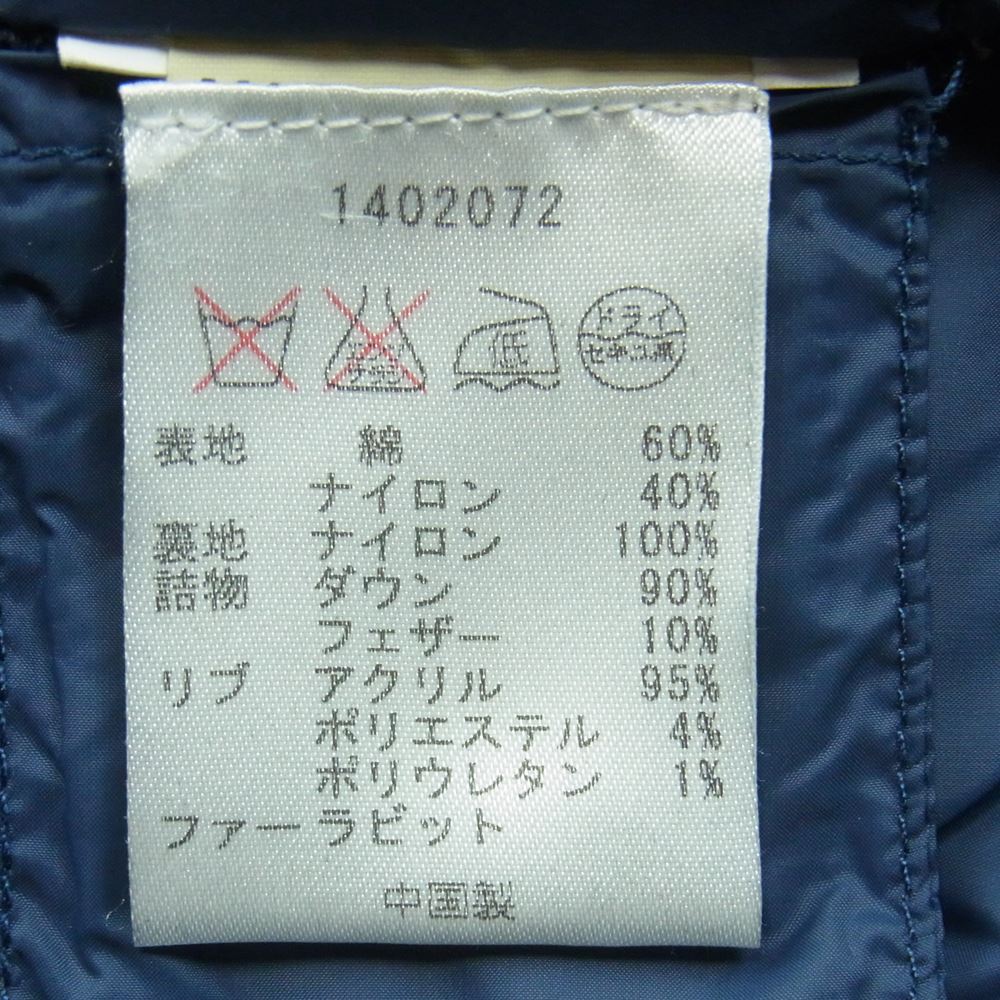 1402072
低
ドライ
セキユ系
表地 綿 60%
ナイロン 40%
裏地 ナイロン 100%
詰物 ダウン 90%
フェザー 10%
リブ アクリル 95%
ポリエステル 4%
ポリウレタン 1%
ファーラビット
中国製